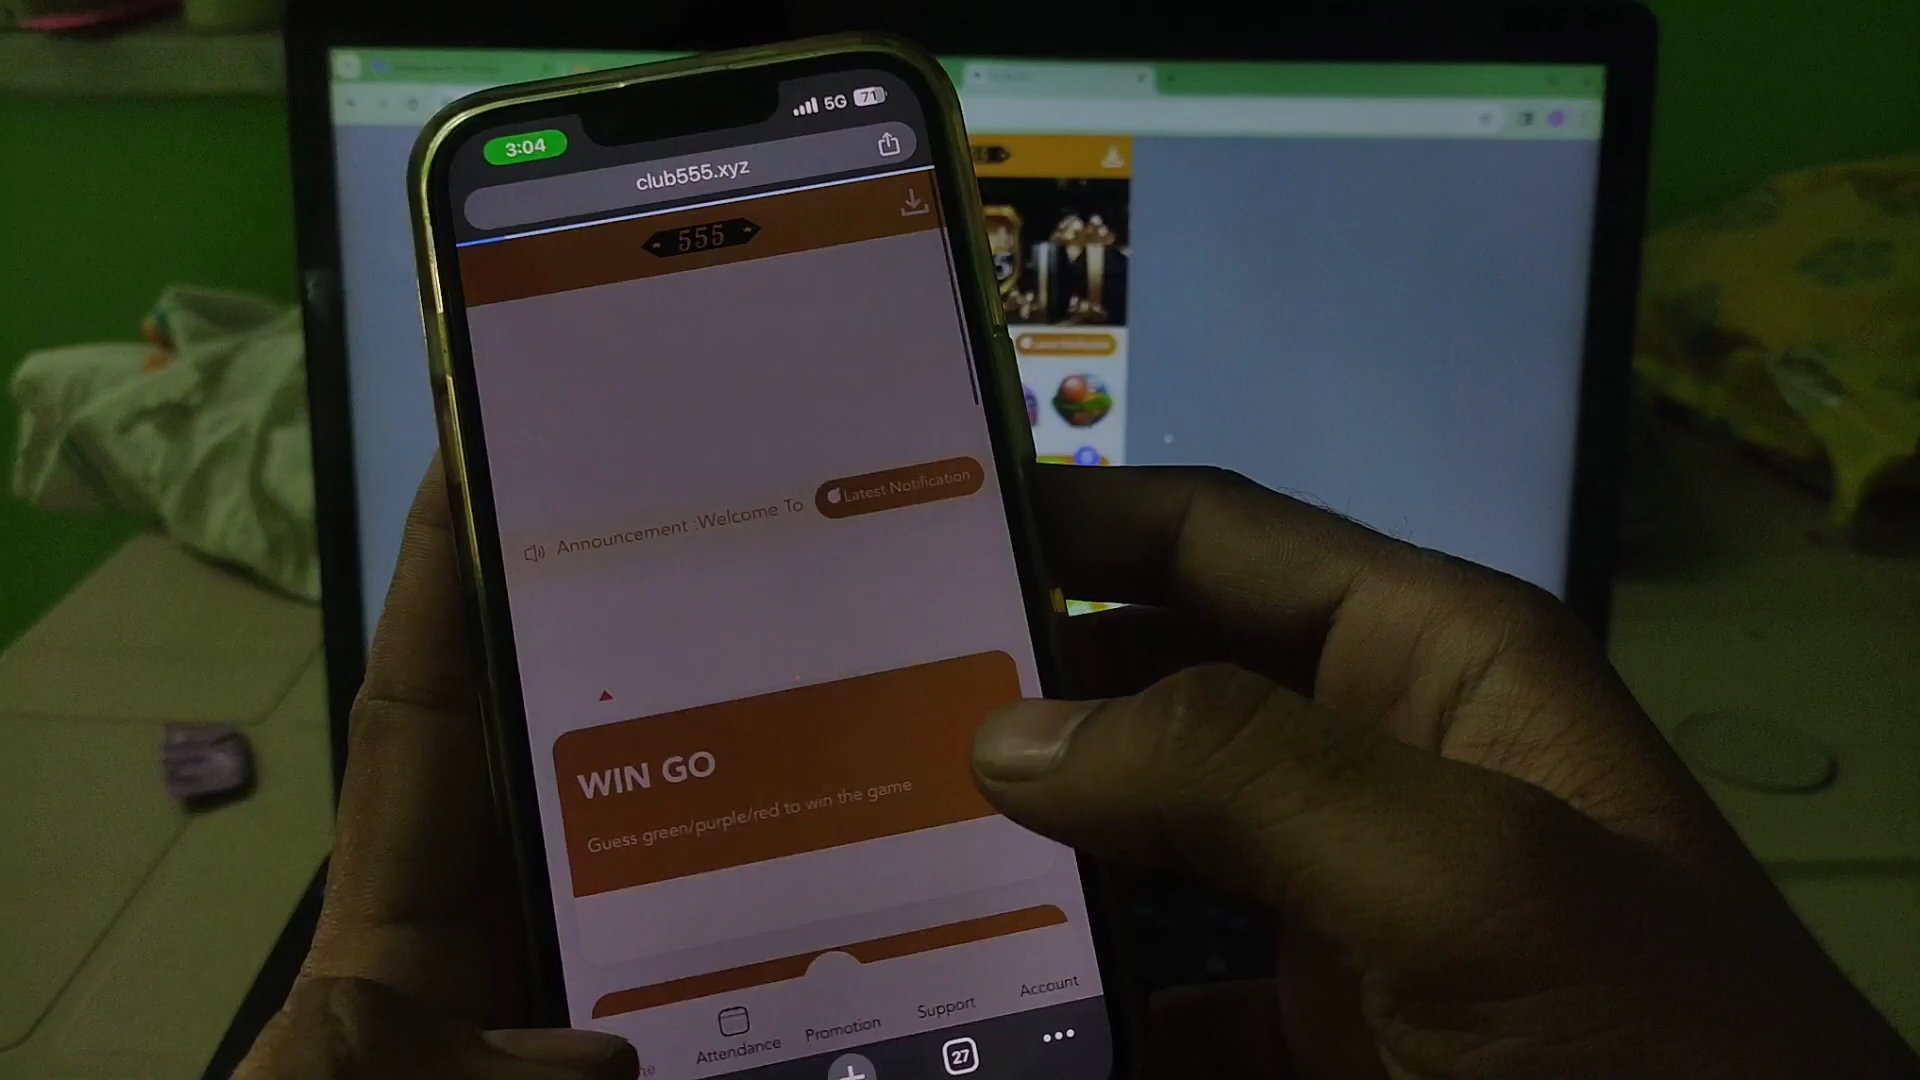 3:04
5G 71
club555.xyz
555
Announcement :Welcome To
Latest Notification
WIN GO
Guess green/purple/red to win the game
Attendance
Promotion
Support
Account
27